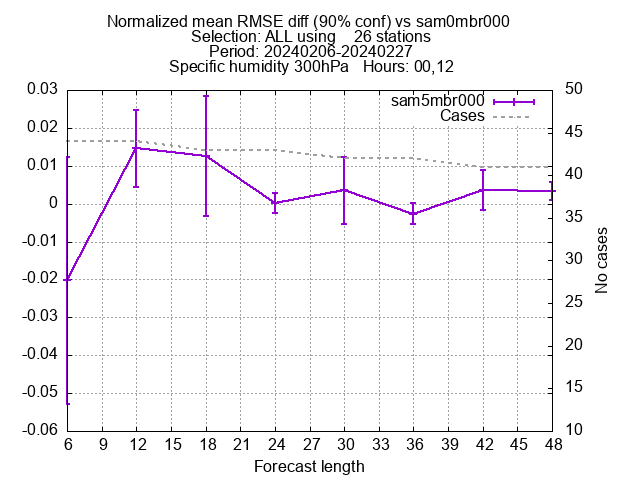 Normalized mean RMSE diff (90% conf) vs sam0mbr000
Selection: ALL using    26 stations
Period: 20240206-20240227
Specific humidity 300hPa   Hours: 00,12
sam5mbr000
Cases
0.03
0.02
0.01
0
-0.01
-0.02
-0.03
-0.04
-0.05
-0.06
50
45
40
35
30
25
20
15
10
No cases
6 9 12 15 18 21 24 27 30 33 36 39 42 45 48
Forecast length